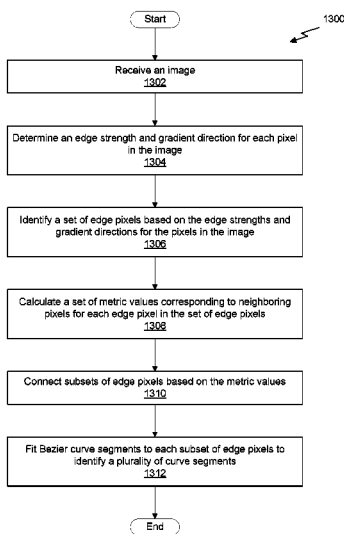 Start
1300
Receive an image
1302
Determine an edge strength and gradient direction for each pixel
in the image
1304
Identify a set of edge pixels based on the edge strengths and
gradient directions for the pixels in the image
1306
Calculate a set of metric values corresponding to neighboring
pixels for each edge pixel in the set of edge pixels
1308
Connect subsets of edge pixels based on the metric values
1310
Fit Bezier curve segments to each subset of edge pixels to
identify a plurality of curve segments
1312
End